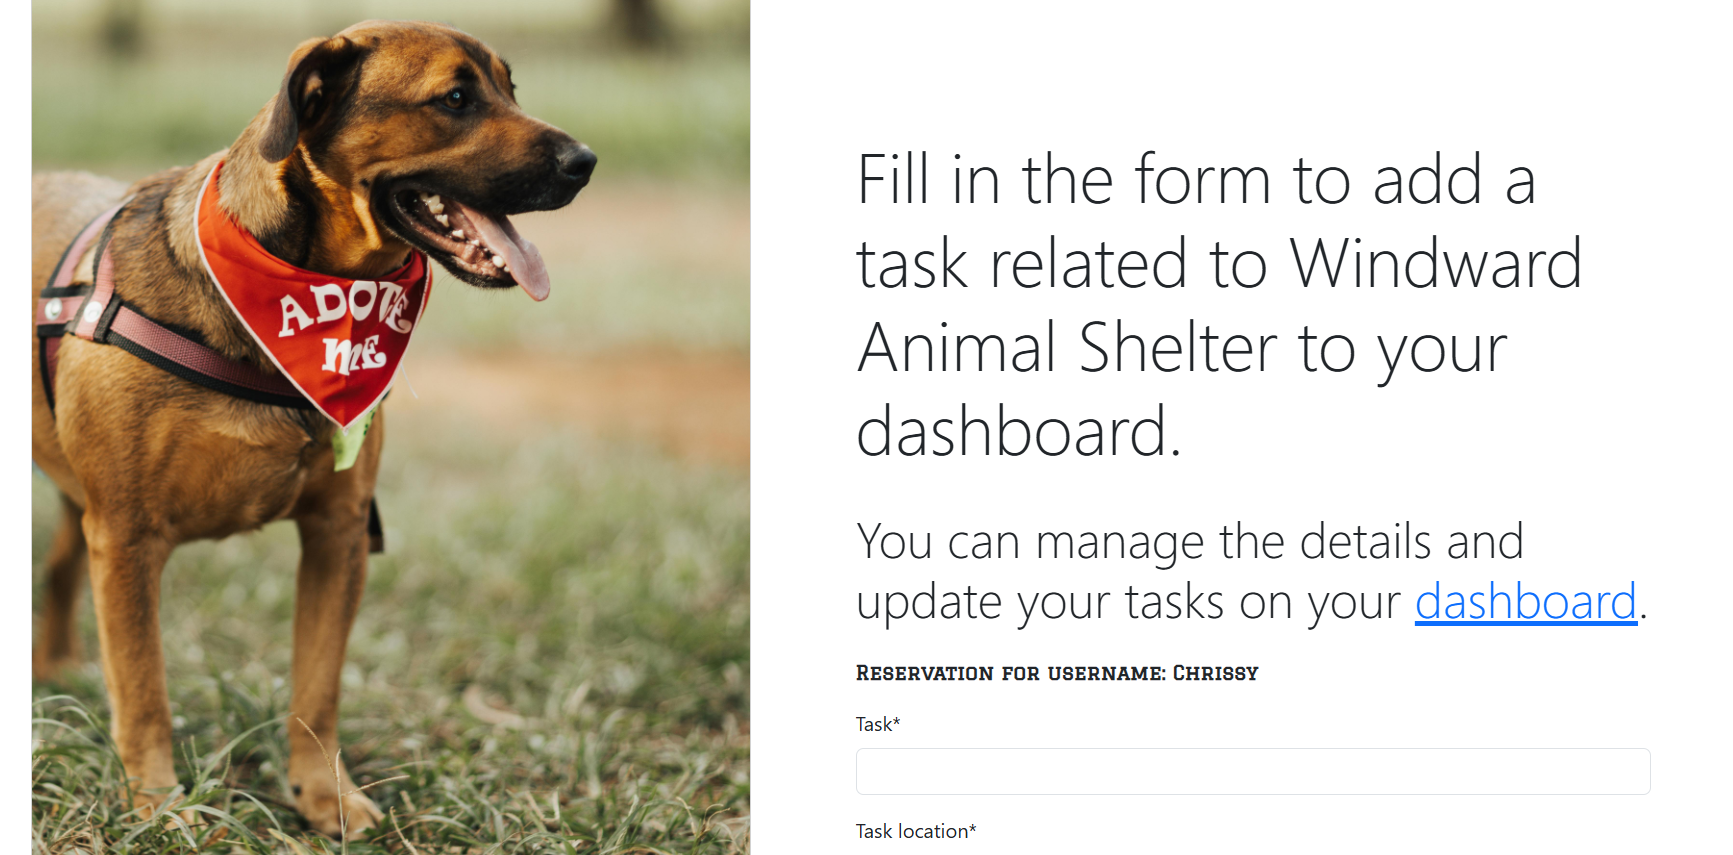 ADOTE
ME
Fill in the form to add a
task related to Windward
Animal Shelter to your
dashboard.
You can manage the details and
update your tasks on your dashboard.
Reservation for username: Chrissy
Task*
Task location*